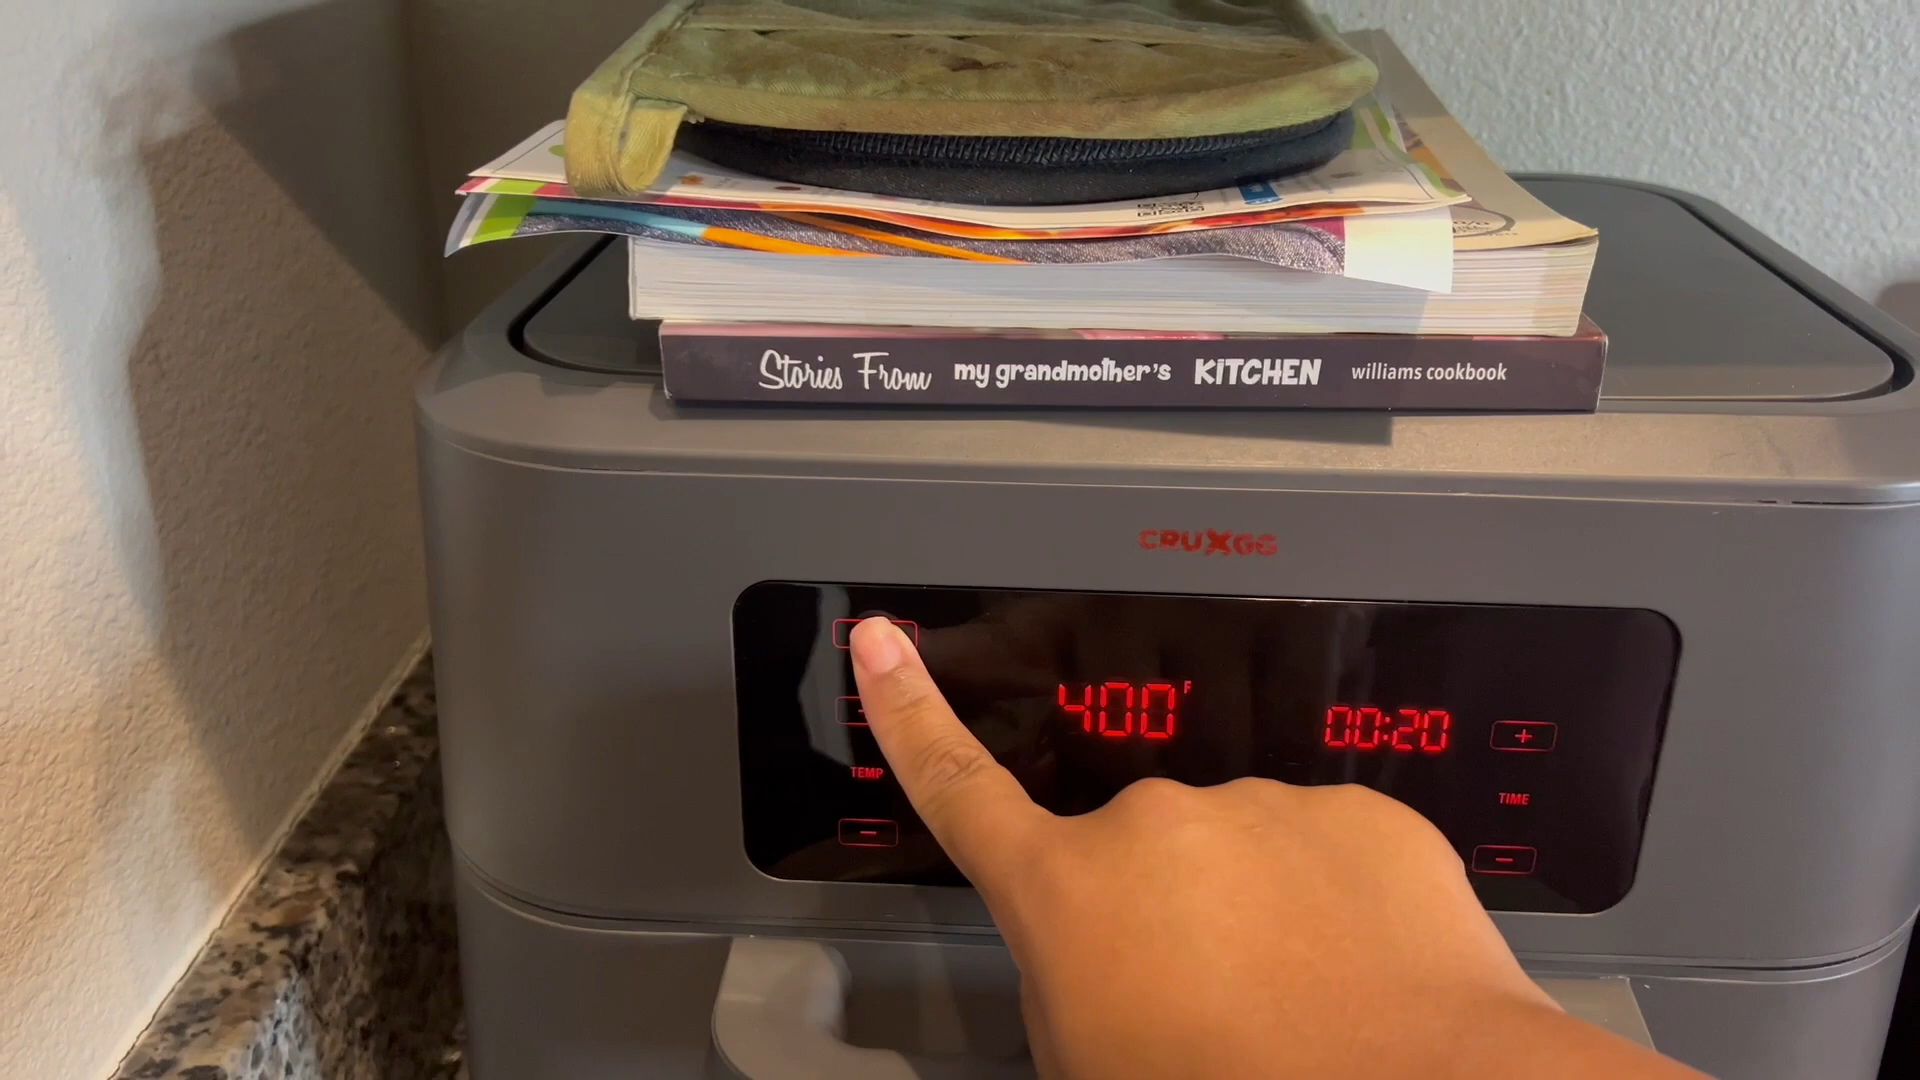 Stories From my grandmother's KITCHEN williams cookbook
CRUXGG
400 F
00:20
+
TEMP
TIME
-
-